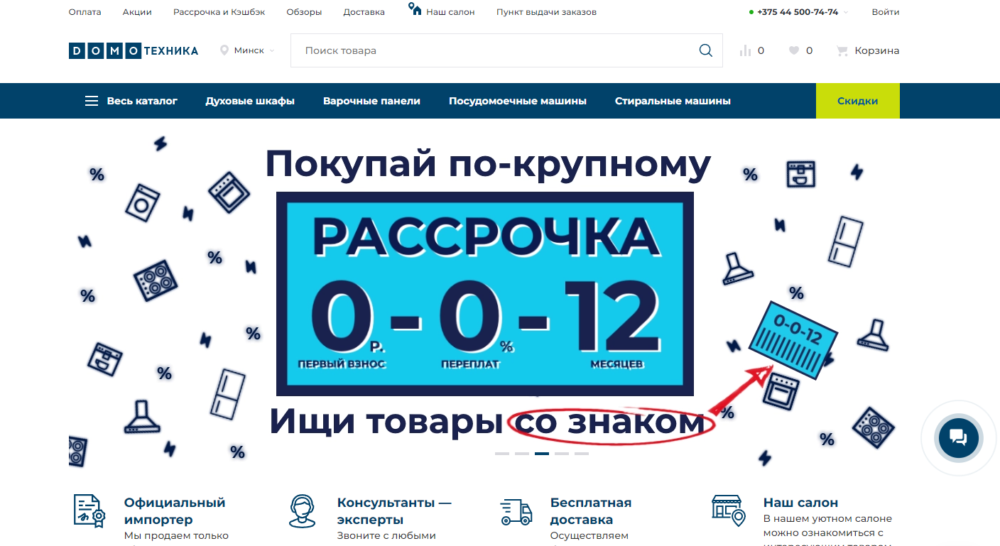 Оплата Акции Рассрочка и Кэшбэк Обзоры Доставка Наш салон Пункт выдачи заказов +375 44 500-74-74 Войти
DOMO ТЕХНИКА Минск Поиск товара 0 0 Корзина
Весь каталог Духовые шкафы Варочные панели Посудомоечные машины Стиральные машины Скидки
Покупай по-крупному
РАССРОЧКА
0 - 0 - 12
Р. %
ПЕРВЫЙ ВЗНОС ПЕРЕПЛАТ МЕСЯЦЕВ
0-0-12
Ищи товары со знаком
% % % % % % % % % %
Официальный
импортер
Мы продаем только
Консультанты —
эксперты
Звоните с любыми
Бесплатная
доставка
Осуществляем
Наш салон
В нашем уютном салоне
можно ознакомиться с